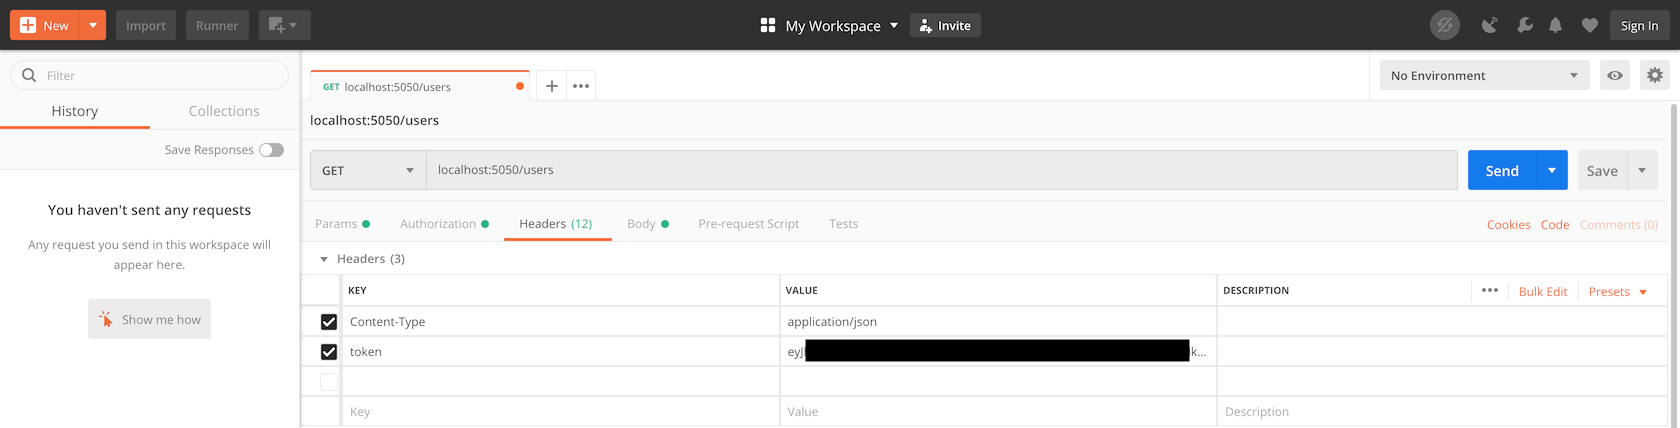 New Import Runner My Workspace Invite Sign In
Filter
History Collections
Save Responses
You haven't sent any requests
Any request you send in this workspace will
appear here.
Show me how
GET localhost:5050/users
No Environment
localhost:5050/users
GET localhost:5050/users Send Save
Params Authorization Headers (12) Body Pre-request Script Tests Cookies Code Comments (0)
Headers (3)
KEY VALUE DESCRIPTION Bulk Edit Presets
Content-Type application/json
token
Key Value Description